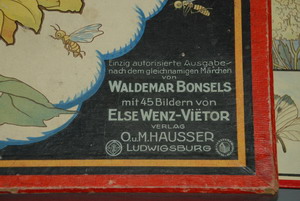 Einzig autorisierte Ausgabe
nach dem gleichnamigen Märchen
von
WALDEMAR BONSELS
mit 45 Bildern von
ELSE WENZ-VIËTOR
VERLAG
O.u.M. HAUSSER
LUDWIGSBURG